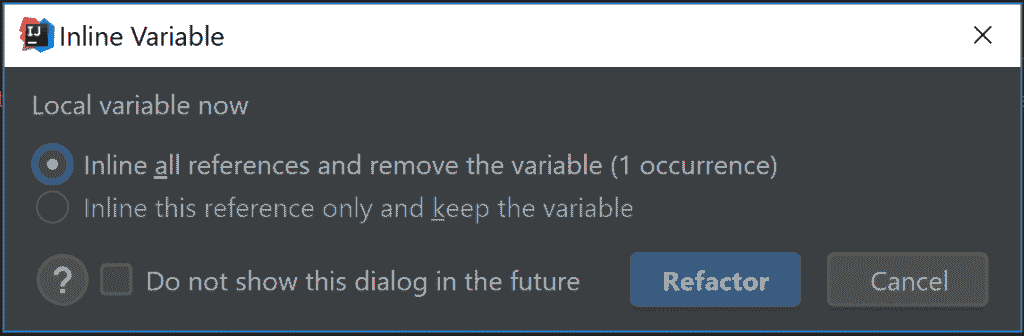 IJ Inline Variable
Local variable now
Inline all references and remove the variable (1 occurrence)
Inline this reference only and keep the variable
? Do not show this dialog in the future Refactor Cancel